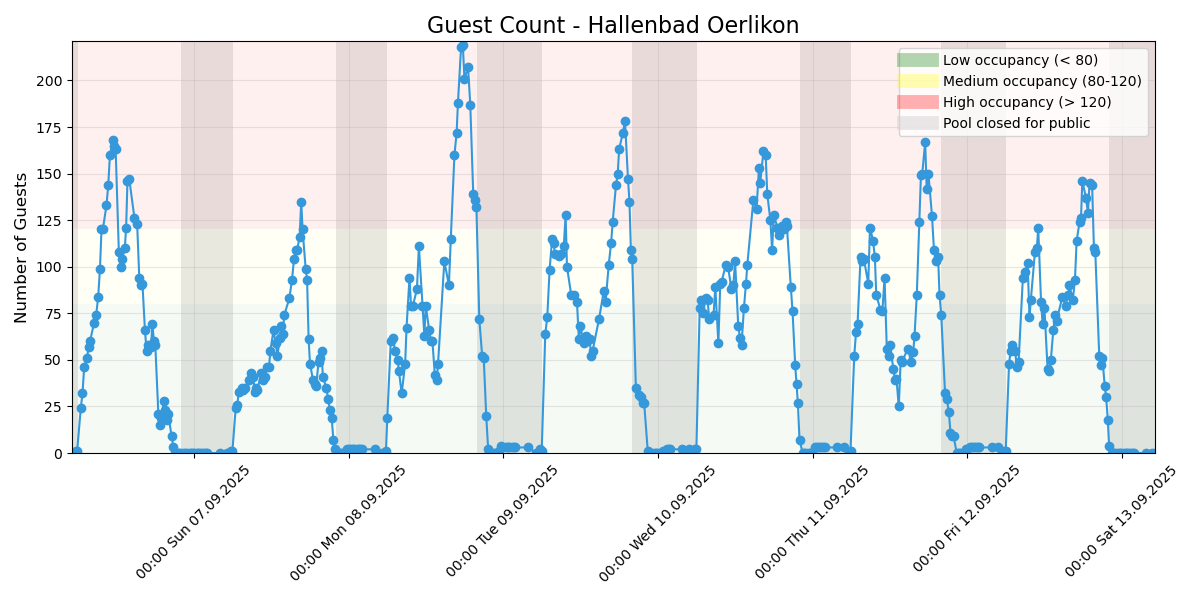 Guest Count - Hallenbad Oerlikon
Number of Guests
200
175
150
125
100
75
50
25
0
Low occupancy (< 80)
Medium occupancy (80-120)
High occupancy (> 120)
Pool closed for public
00:00 Sun 07.09.2025
00:00 Mon 08.09.2025
00:00 Tue 09.09.2025
00:00 Wed 10.09.2025
00:00 Thu 11.09.2025
00:00 Fri 12.09.2025
00:00 Sat 13.09.2025